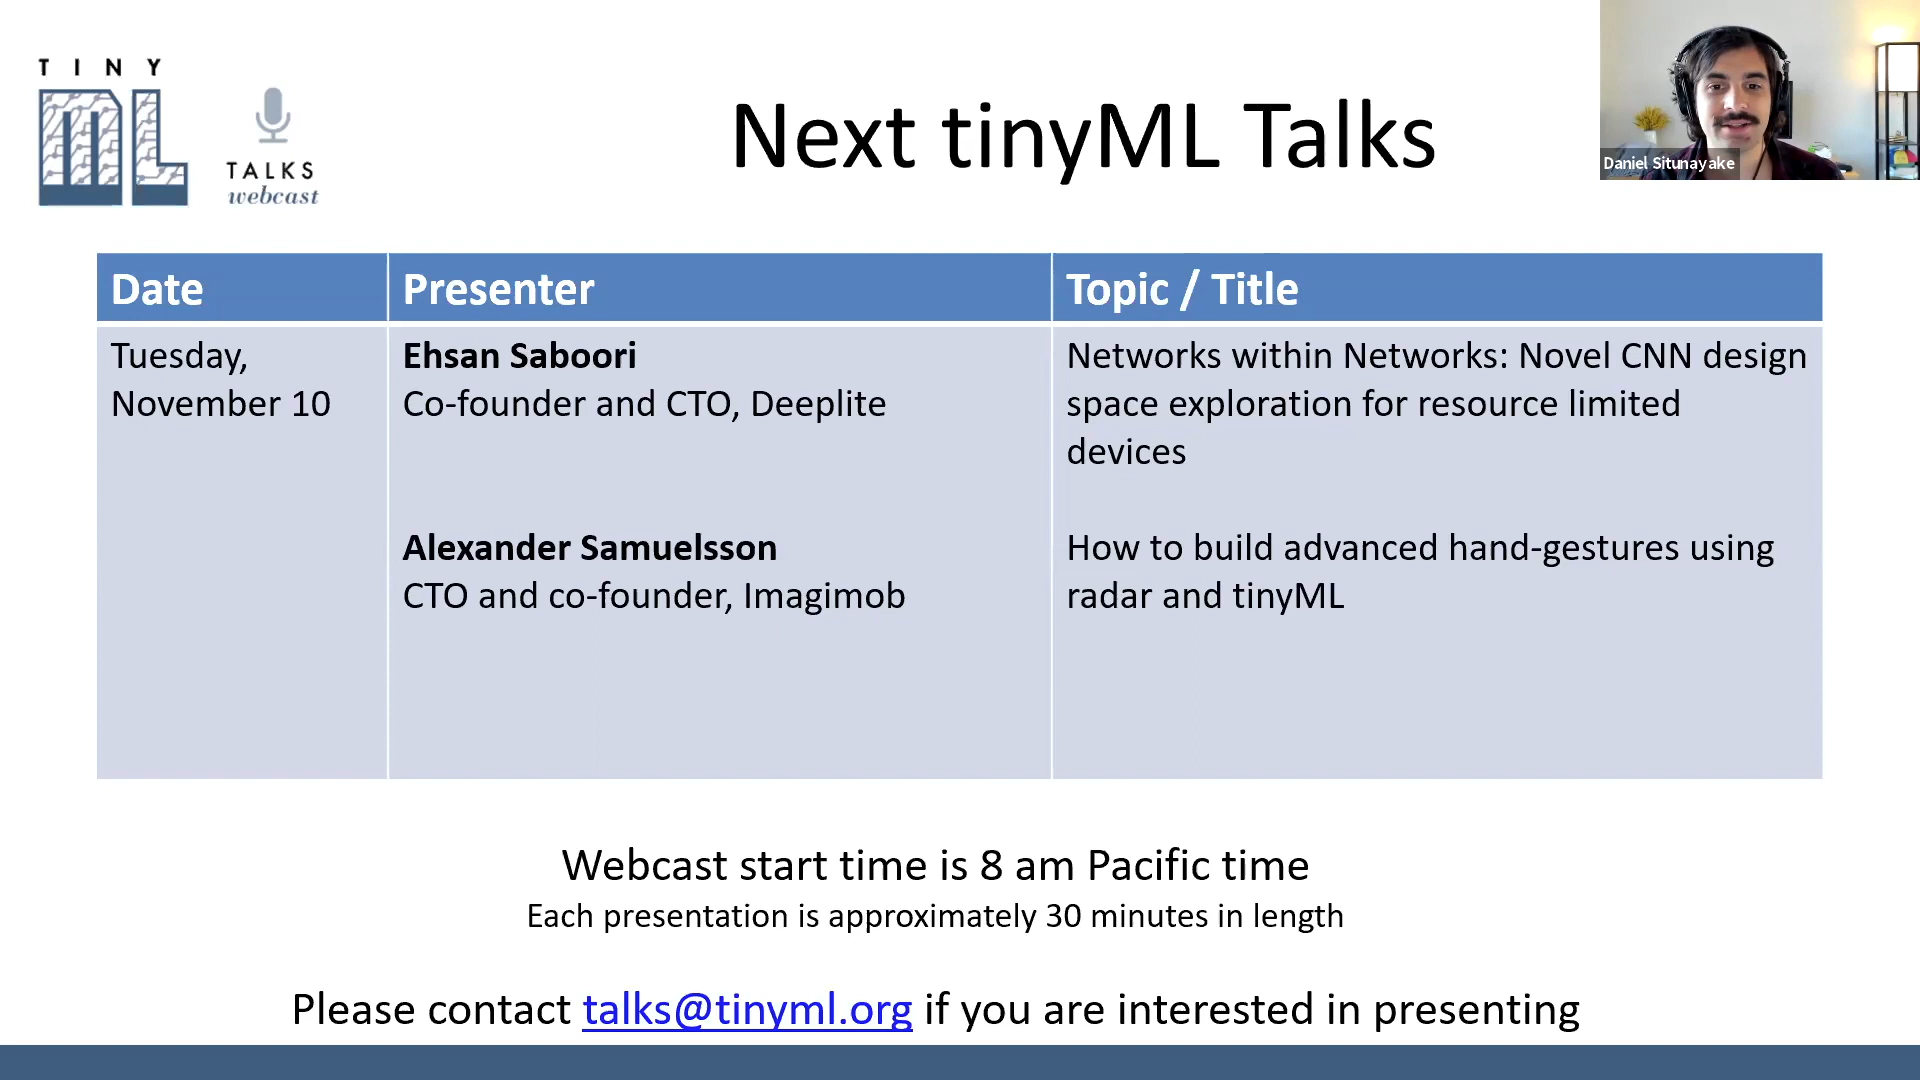 TINY
ML
TALKS
webcast
Next tinyML Talks
Daniel Situnayake
Date
Presenter
Topic / Title
Tuesday,
November 10
Ehsan Saboori
Co-founder and CTO, Deeplite
Networks within Networks: Novel CNN design
space exploration for resource limited
devices
Alexander Samuelsson
CTO and co-founder, Imagimob
How to build advanced hand-gestures using
radar and tinyML
Webcast start time is 8 am Pacific time
Each presentation is approximately 30 minutes in length
Please contact talks@tinyml.org if you are interested in presenting